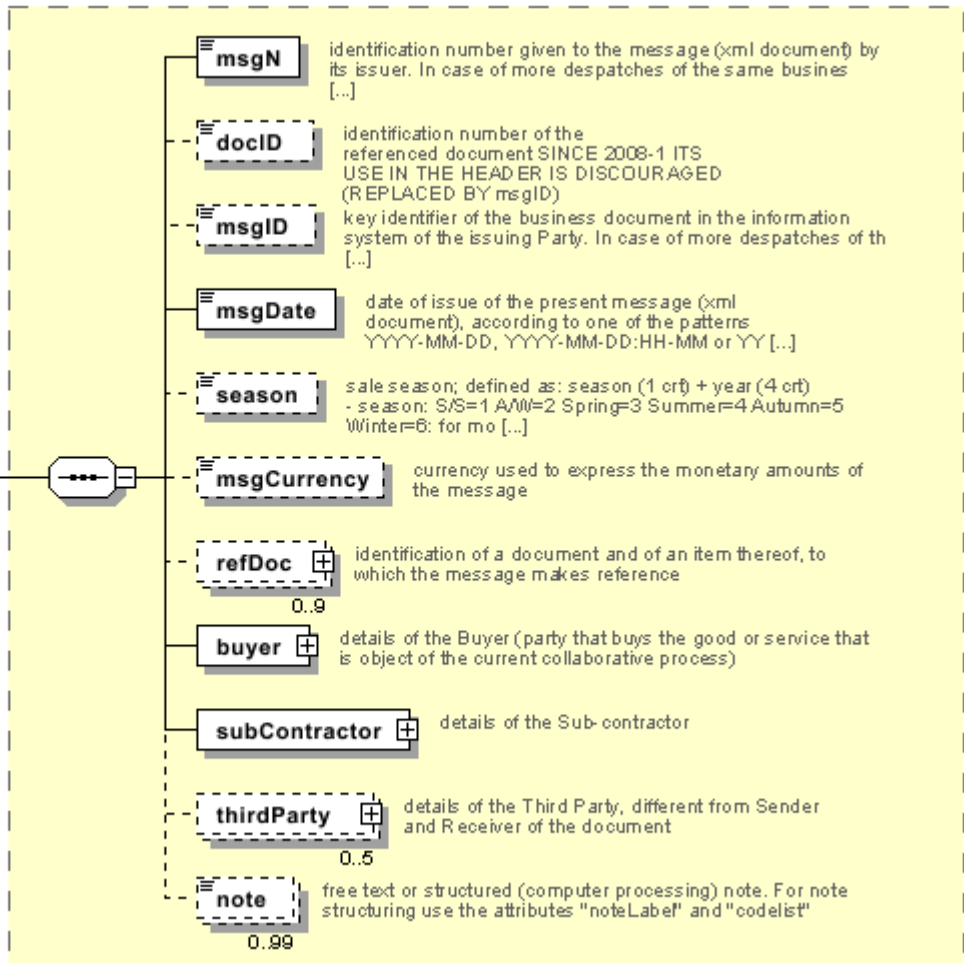 msgN
identification number given to the message (xml document) by
its issuer. In case of more despatches of the same busines
[...]
docID
identification number of the
referenced document SINCE 2008-1 ITS
USE IN THE HEADER IS DISCOURAGED
(REPLACED BY msgID)
msgID
key identifier of the business document in the information
system of the issuing Party. In case of more despatches of th
[...]
msgDate
date of issue of the present message (xml
document), according to one of the patterns
YYYY-MM-DD, YYYY-MM-DD:HH-MM or YY [...]
season
sale season; defined as: season (1 crt) + year (4 crt)
- season: S/S=1 A/W=2 Spring=3 Summer=4 Autumn=5
Winter=6: for mo [...]
msgCurrency
currency used to express the monetary amounts of
the message
refDoc
identification of a document and of an item thereof, to
which the message makes reference
0..9
buyer
details of the Buyer (party that buys the good or service that
is object of the current collaborative process)
subContractor
details of the Sub-contractor
thirdParty
details of the Third Party, different from Sender
and Receiver of the document
0..5
note
free text or structured (computer processing) note. For note
structuring use the attributes "noteLabel" and "codelist"
0..99